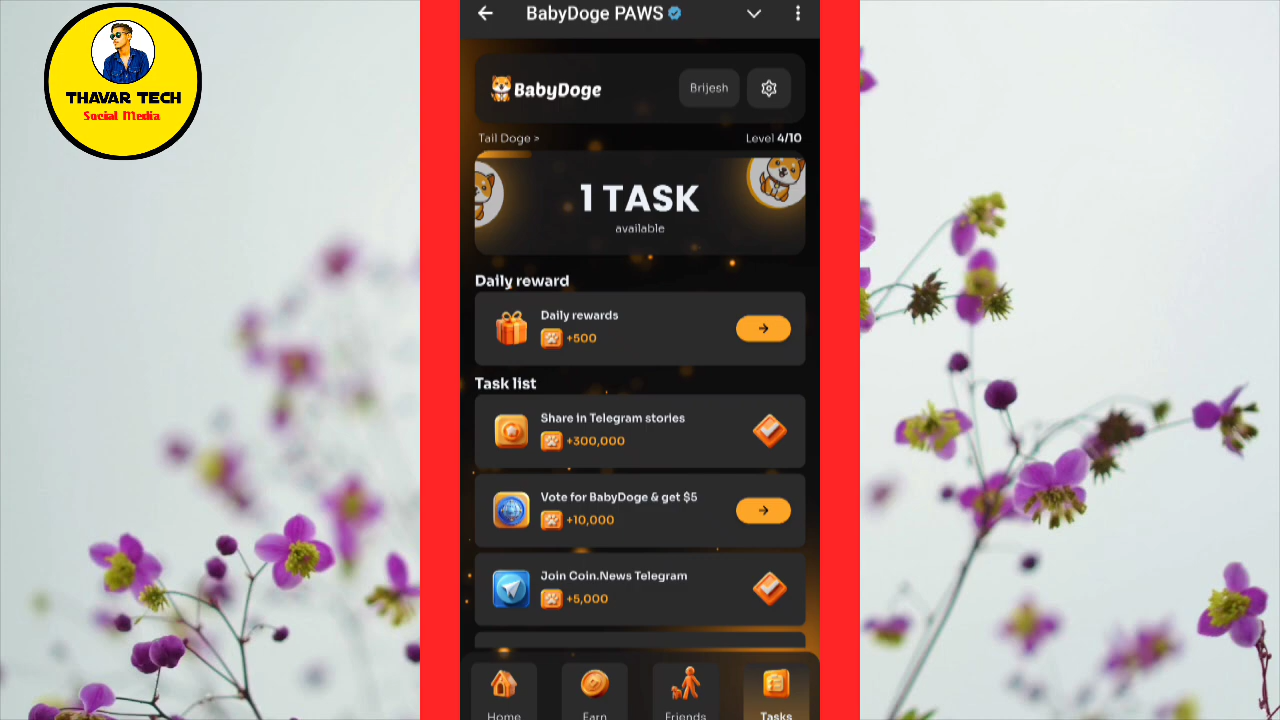 THAVAR TECH
Social Media
BabyDoge PAWS
BabyDoge
Brijesh
Tail Doge >
Level 4/10
1 TASK
available
Daily reward
Daily rewards
+500
Task list
Share in Telegram stories
+300,000
Vote for BabyDoge & get $5
+10,000
Join Coin.News Telegram
+5,000
Home
Earn
Friends
Tasks